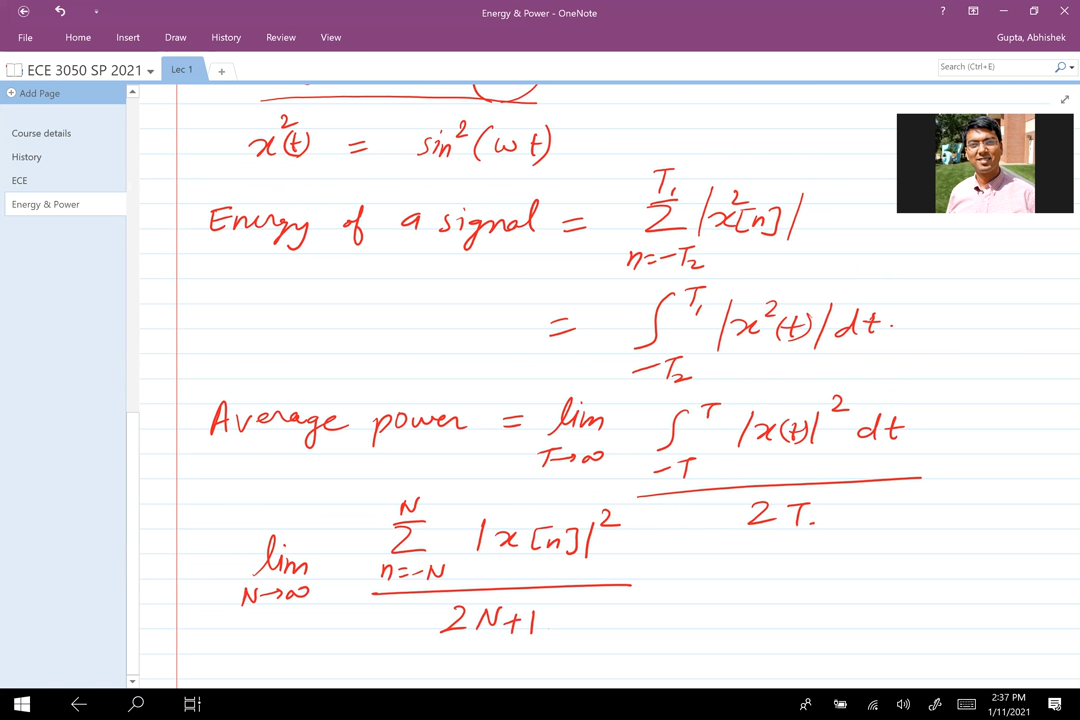 Energy & Power - OneNote
?
File Home Insert Draw History Review View
Gupta, Abhishek
ECE 3050 SP 2021
Lec 1
Search (Ctrl+E)
Add Page
Course details
History
ECE
Energy & Power
x²(t) = sin²(ωt)
Energy of a signal = Σ_{n=-T₂}^{T₁} |x²[n]|
= ∫_{-T₂}^{T₁} |x²(t)| dt.
Average power = lim_{T→∞} ∫_{-T}^{T} |x(t)|² dt / 2T.
lim_{N→∞} Σ_{n=-N}^{N} |x[n]|² / 2N+1
2:37 PM
1/11/2021